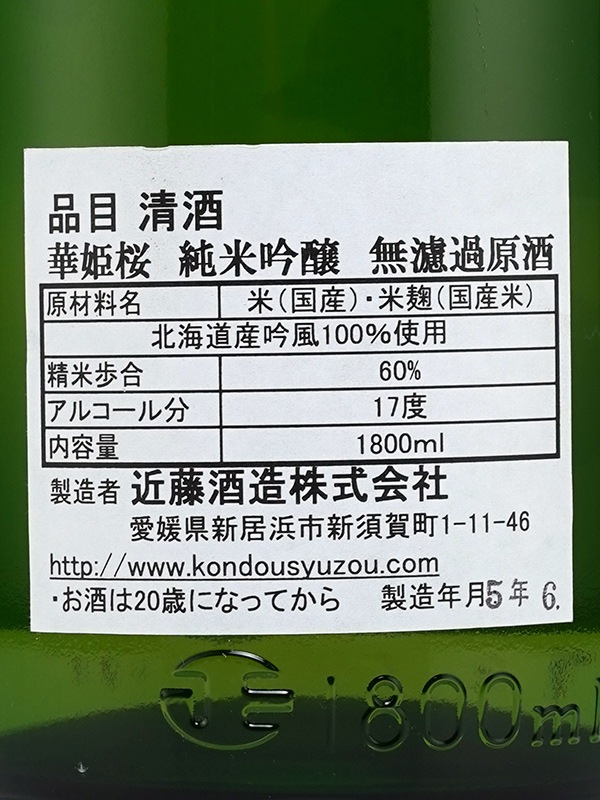 品目 清酒
華姫桜 純米吟醸 無濾過原酒
原材料名 米(国産)・米麹(国産米)
北海道産吟風100%使用
精米歩合 60%
アルコール分 17度
内容量 1800ml
製造者 近藤酒造株式会社
愛媛県新居浜市新須賀町1-11-46
http://www.kondousyuzou.com
・お酒は20歳になってから 製造年月5年 6.
1800ml